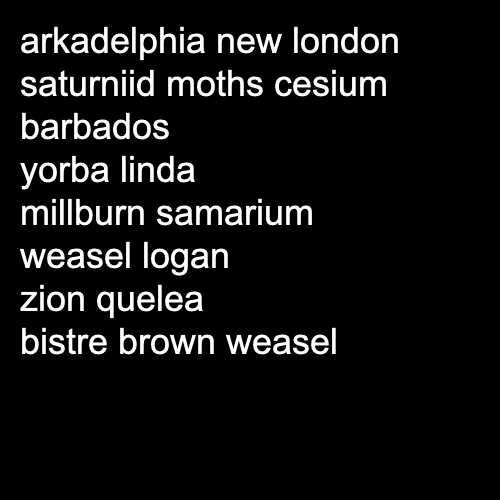 arkadelphia new london
saturniid moths cesium
barbados
yorba linda
millburn samarium
weasel logan
zion quelea
bistre brown weasel